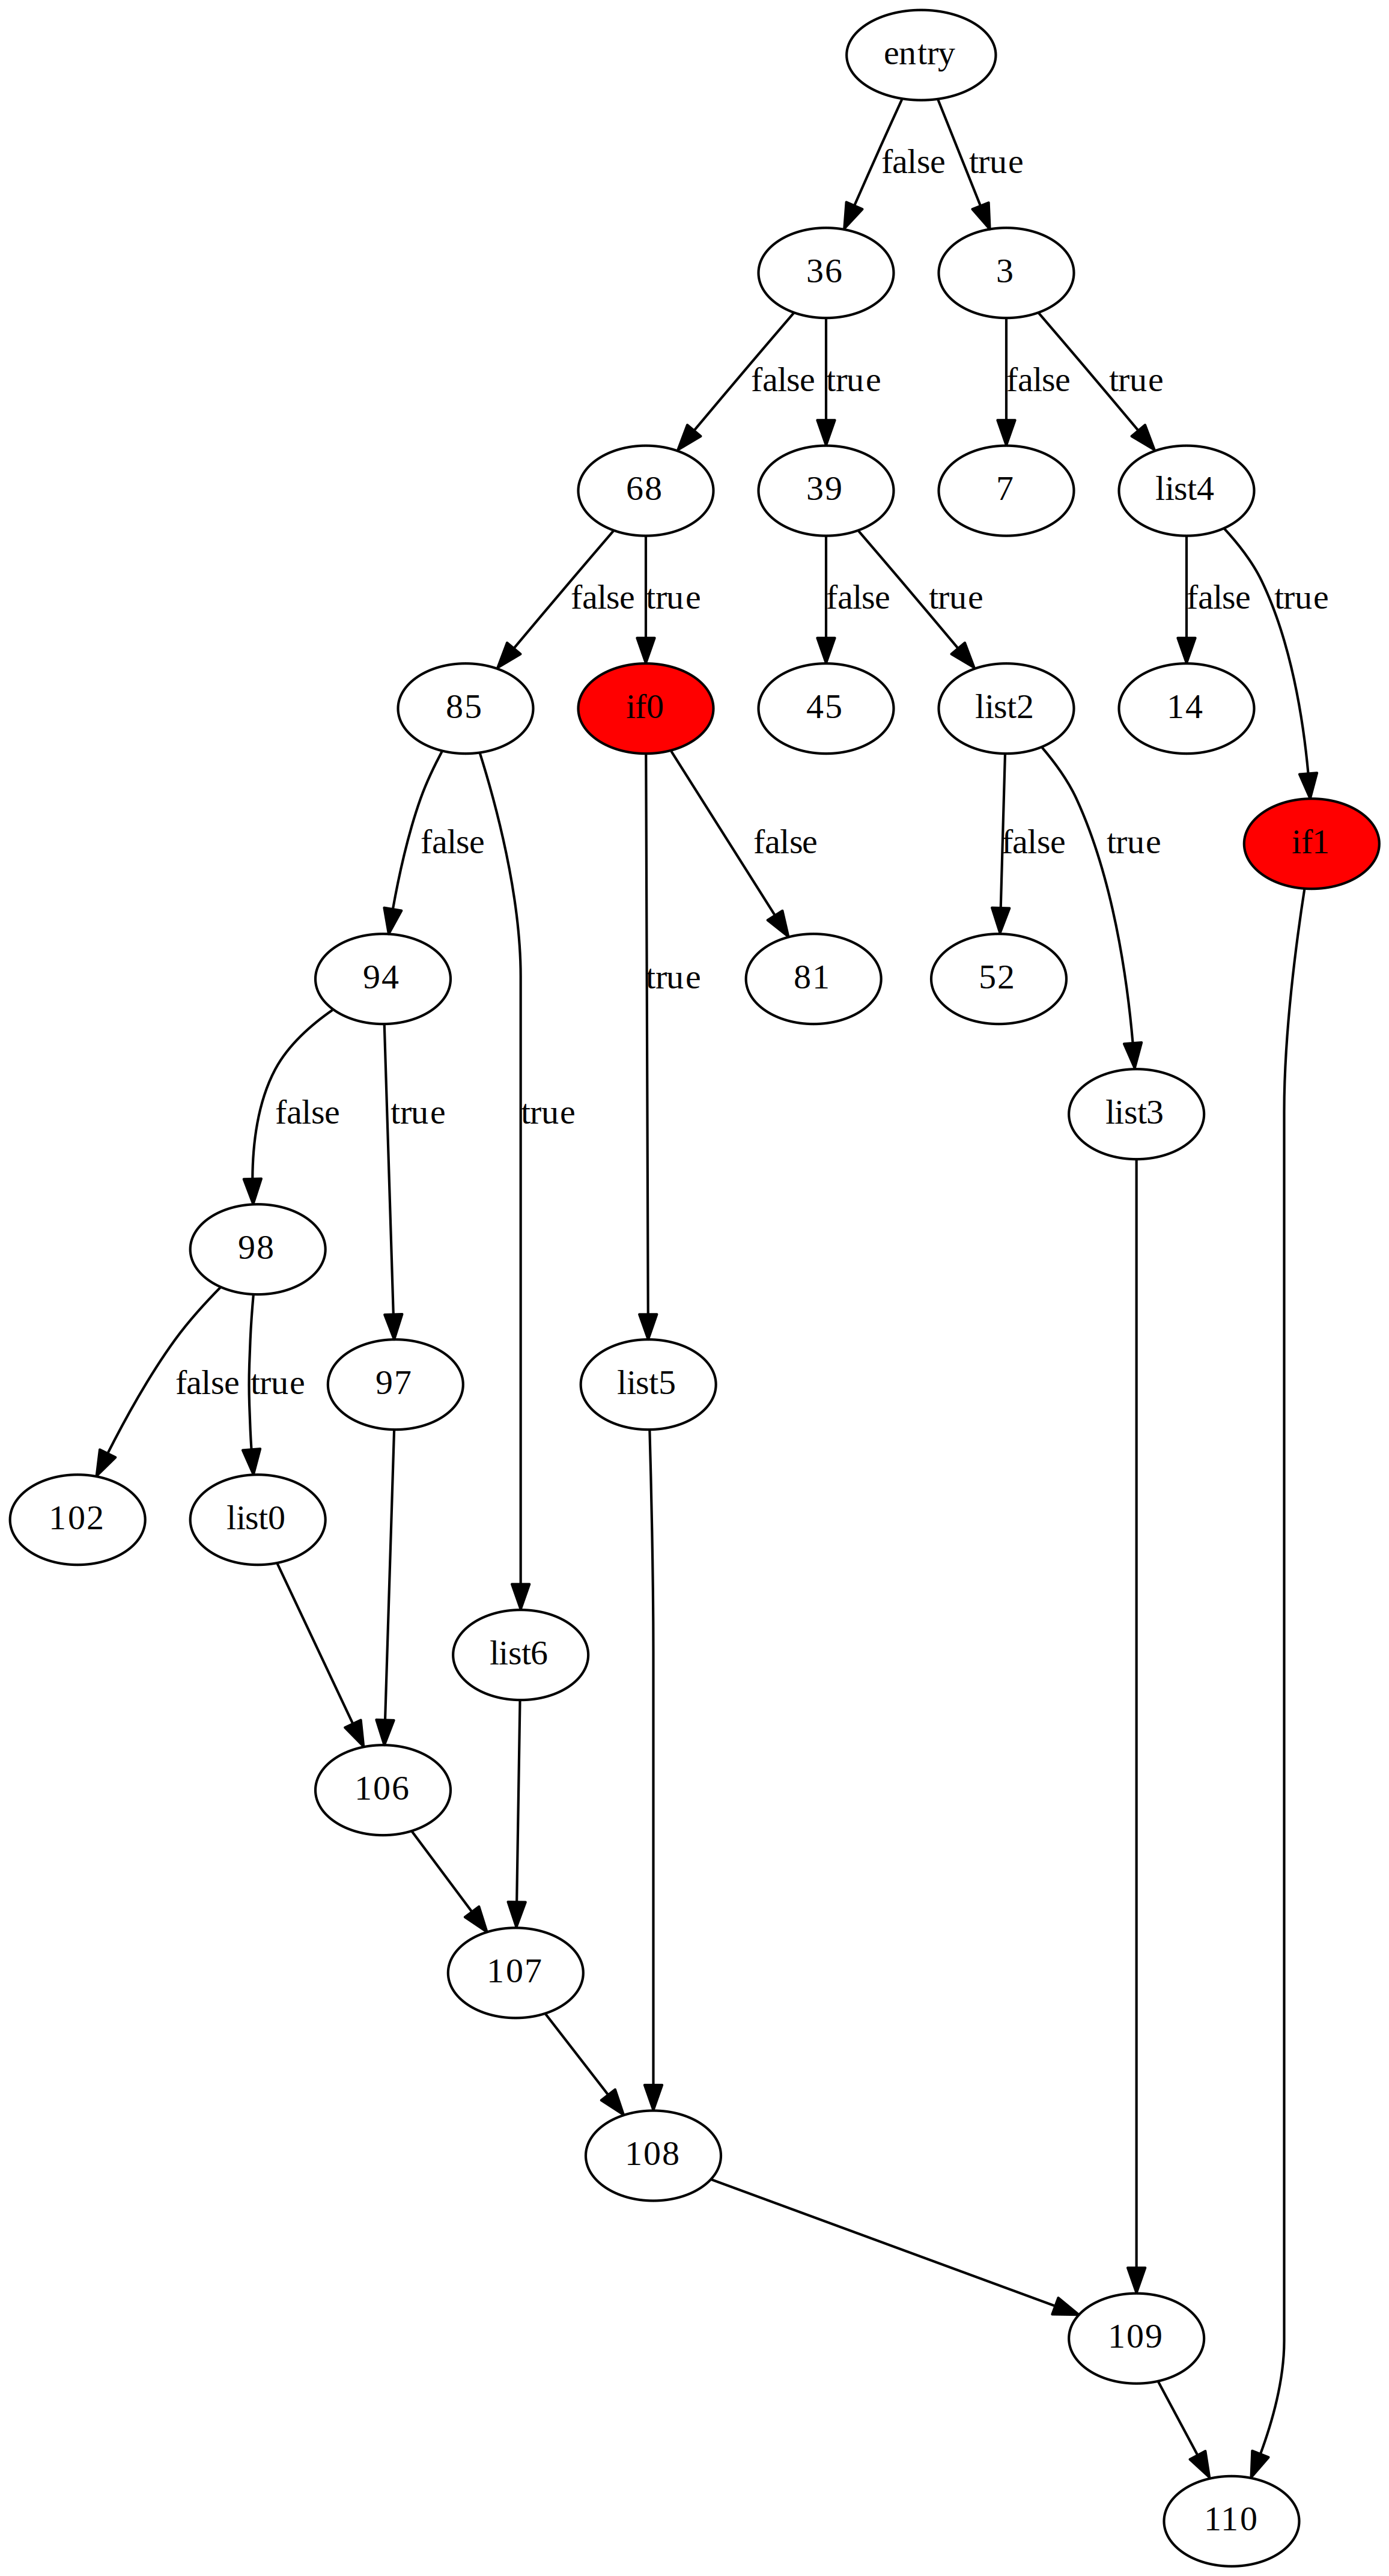 entry
false true
36 3
false true false true
68 39 7 list4
false true false true false true
85 if0 45 list2 14
if1
false false false true
94 81 52
true
false true true list3
98
false true 97 list5
102 list0
list6
106
107
108
109
110